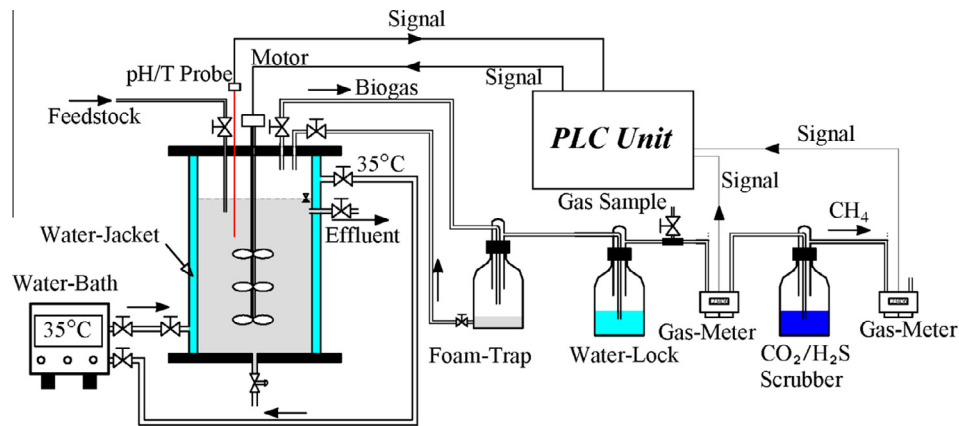 Signal
Motor
pH/T Probe
Signal
Biogas
Feedstock
PLC Unit
Signal
35°C
Signal
Gas Sample
CH₄
Effluent
Water-Jacket
Water-Bath
35°C
Foam-Trap
Water-Lock
Gas-Meter
CO₂/H₂S
Scrubber
Gas-Meter